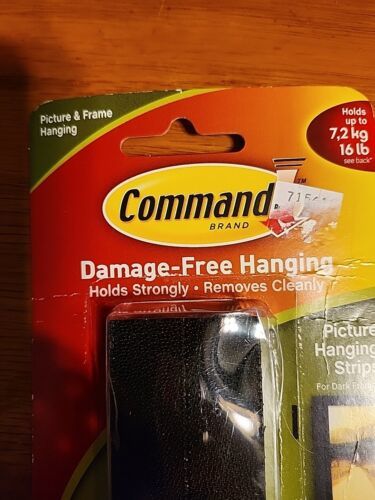 Picture & Frame
Hanging
Holds
up to
7,2 kg
16 lb
see back*
Command
TM
BRAND
Damage-Free Hanging
Holds Strongly • Removes Cleanly
Picture
Hanging
Strips
For Dark